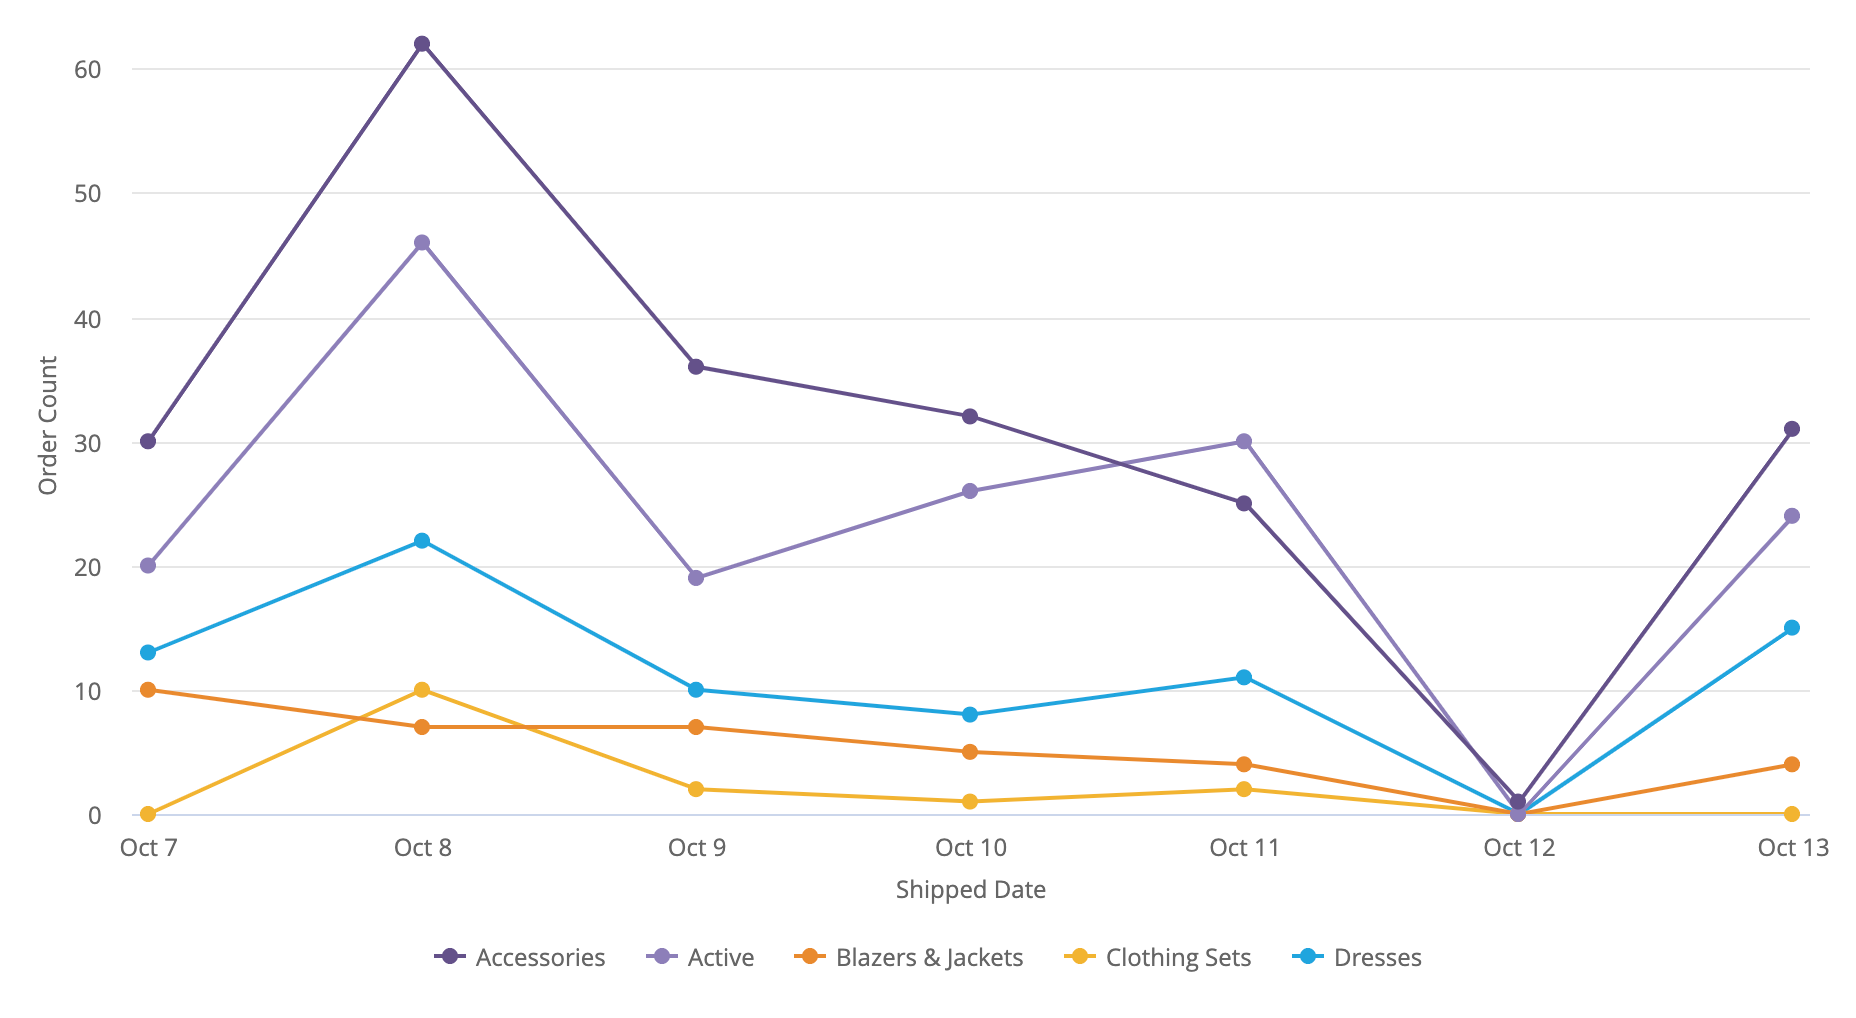 60
50
40
30
20
10
0
Order Count
Oct 7 Oct 8 Oct 9 Oct 10 Oct 11 Oct 12 Oct 13
Shipped Date
Accessories Active Blazers & Jackets Clothing Sets Dresses